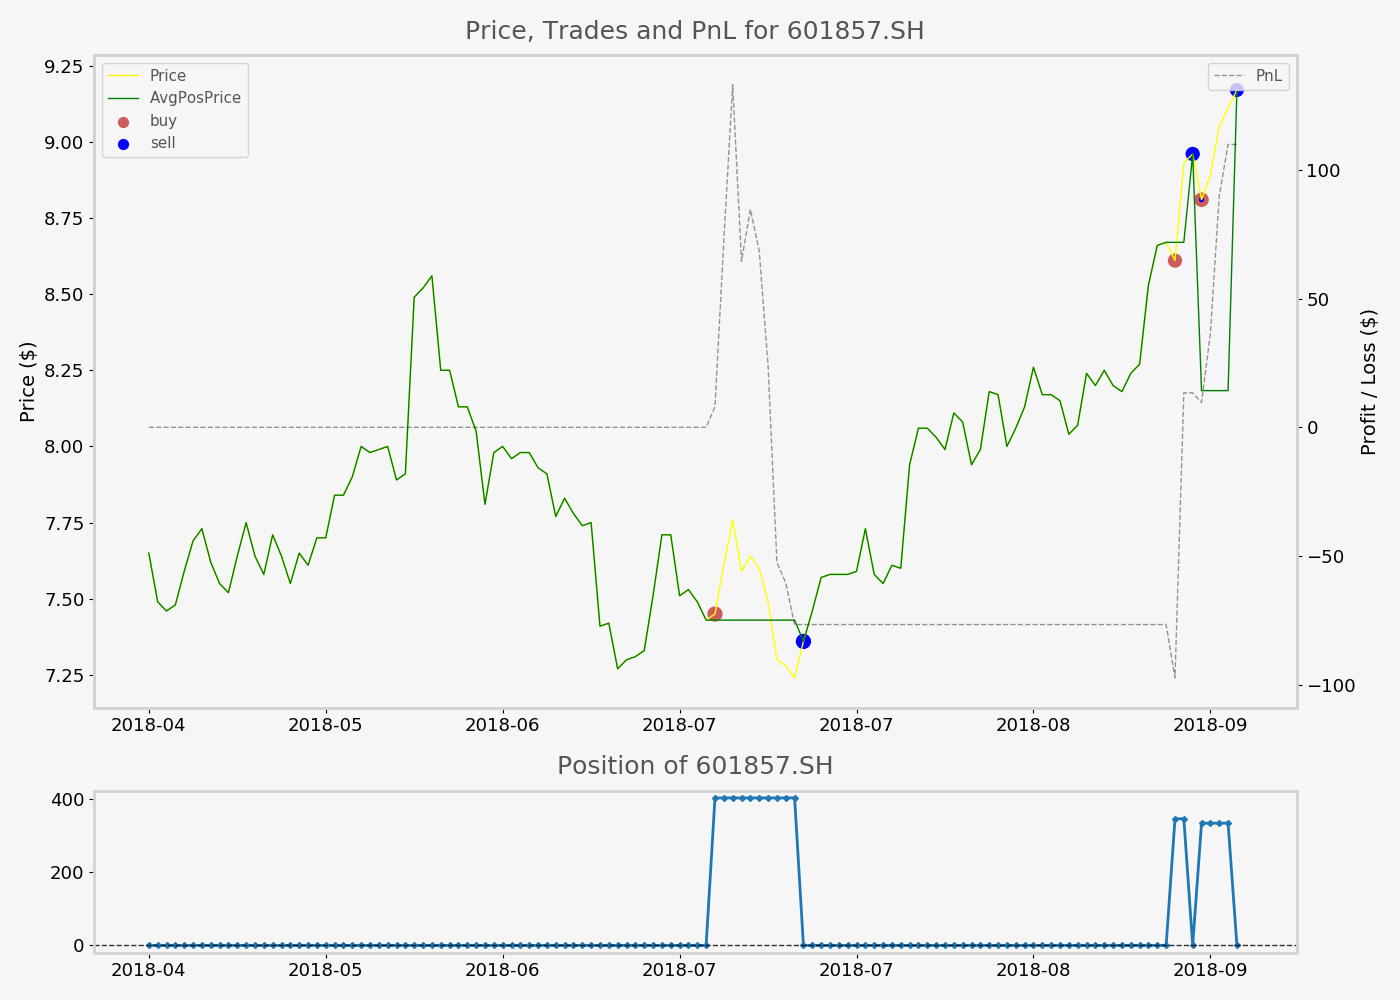 Price, Trades and PnL for 601857.SH
Price
AvgPosPrice
buy
sell
PnL
9.25
9.00
8.75
8.50
8.25
8.00
7.75
7.50
7.25
Price ($)
100
50
0
−50
−100
Profit / Loss ($)
2018-04 2018-05 2018-06 2018-07 2018-07 2018-08 2018-09
Position of 601857.SH
400
200
0
2018-04 2018-05 2018-06 2018-07 2018-07 2018-08 2018-09